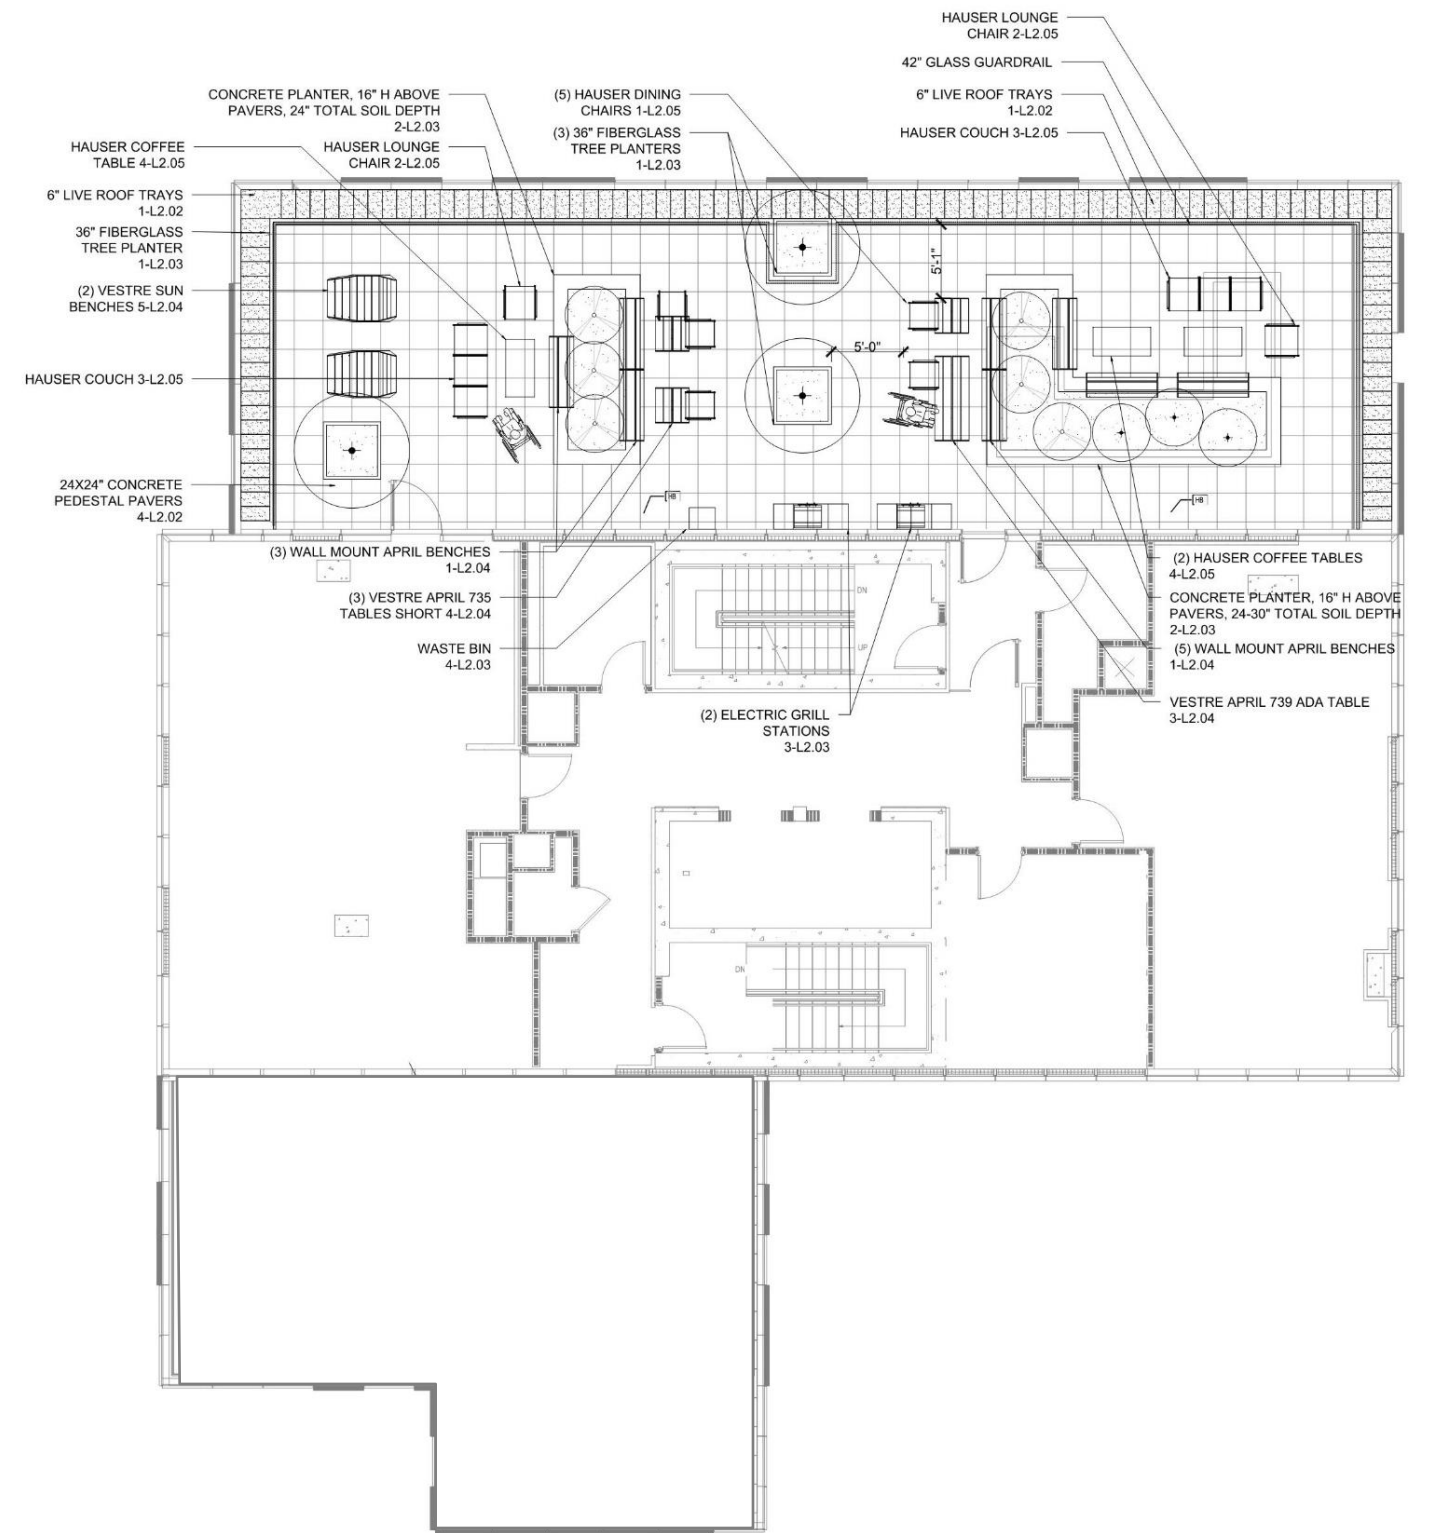 HAUSER LOUNGE
CHAIR 2-L2.05
42" GLASS GUARDRAIL
6" LIVE ROOF TRAYS
1-L2.02
HAUSER COUCH 3-L2.05
(5) HAUSER DINING
CHAIRS 1-L2.05
(3) 36" FIBERGLASS
TREE PLANTERS
1-L2.03
CONCRETE PLANTER, 16" H ABOVE
PAVERS, 24" TOTAL SOIL DEPTH
2-L2.03
HAUSER LOUNGE
CHAIR 2-L2.05
HAUSER COFFEE
TABLE 4-L2.05
6" LIVE ROOF TRAYS
1-L2.02
36" FIBERGLASS
TREE PLANTER
1-L2.03
(2) VESTRE SUN
BENCHES 5-L2.04
HAUSER COUCH 3-L2.05
24X24" CONCRETE
PEDESTAL PAVERS
4-L2.02
5'-1"
5'-0"
HB
HB
(3) WALL MOUNT APRIL BENCHES
1-L2.04
(3) VESTRE APRIL 735
TABLES SHORT 4-L2.04
WASTE BIN
4-L2.03
(2) ELECTRIC GRILL
STATIONS
3-L2.03
(2) HAUSER COFFEE TABLES
4-L2.05
CONCRETE PLANTER, 16" H ABOVE
PAVERS, 24-30" TOTAL SOIL DEPTH
2-L2.03
(5) WALL MOUNT APRIL BENCHES
1-L2.04
VESTRE APRIL 739 ADA TABLE
3-L2.04
DN
UP
DN